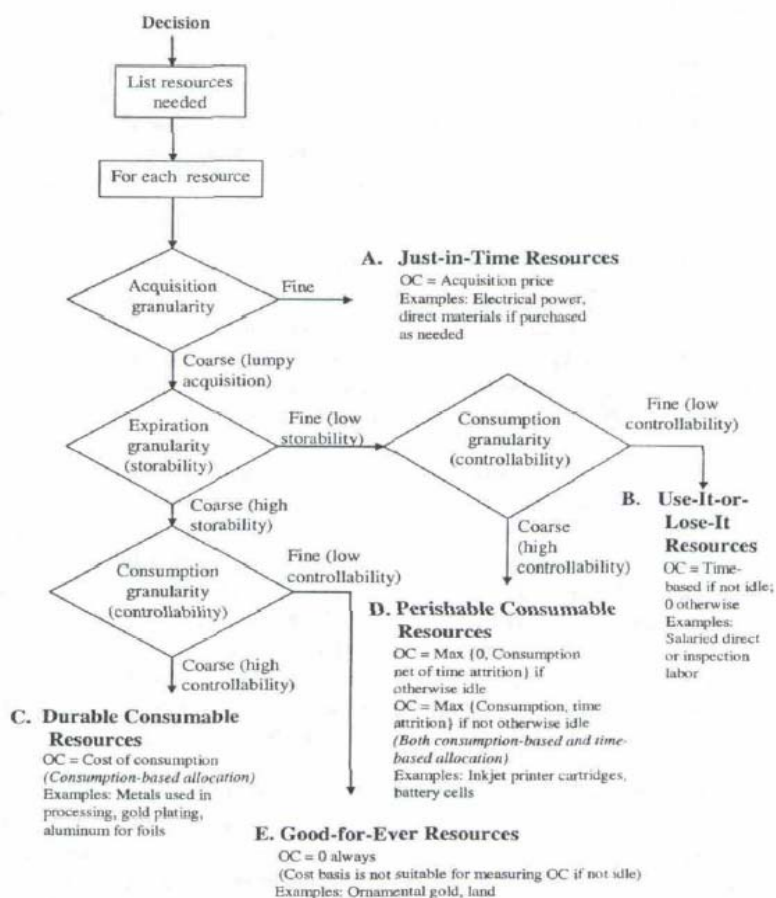 Decision
List resources
needed
For each resource
Acquisition
granularity
Fine
A. Just-in-Time Resources
OC = Acquisition price
Examples: Electrical power,
direct materials if purchased
as needed
Coarse (lumpy
acquisition)
Expiration
granularity
(storability)
Fine (low
storability)
Consumption
granularity
(controllability)
Fine (low
controllability)
B. Use-It-or-
Lose-It
Resources
OC = Time-
based if not idle;
0 otherwise
Examples:
Salaried direct
or inspection
labor
Coarse (high
storability)
Coarse
(high
controllability)
Consumption
granularity
(controllability)
Fine (low
controllability)
D. Perishable Consumable
Resources
OC = Max {0, Consumption
net of time attrition} if
otherwise idle
OC = Max {Consumption, time
attrition} if not otherwise idle
(Both consumption-based and time-
based allocation)
Examples: Inkjet printer cartridges,
battery cells
Coarse (high
controllability)
C. Durable Consumable
Resources
OC = Cost of consumption
(Consumption-based allocation)
Examples: Metals used in
processing, gold plating,
aluminum for foils
E. Good-for-Ever Resources
OC = 0 always
(Cost basis is not suitable for measuring OC if not idle)
Examples: Ornamental gold, land